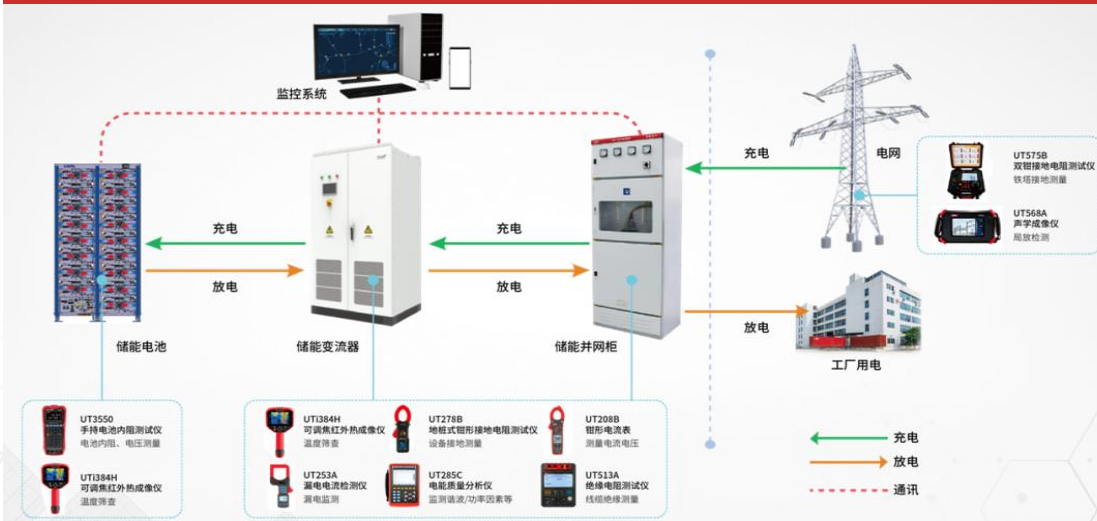 监控系统
充电
电网
UT575B
双钳接地电阻测试仪
铁塔接地测量
UT568A
声学成像仪
局放检测
充电
充电
放电
放电
放电
储能电池
储能变流器
储能并网柜
工厂用电
UT3550
手持电池内阻测试仪
电池内阻、电压测量
UTi384H
可调焦红外热成像仪
温度筛查
UTi384H
可调焦红外热成像仪
温度筛查
UT278B
地桩式钳形接地电阻测试仪
设备接地测量
UT208B
钳形电流表
测量电流电压
UT253A
漏电电流检测仪
漏电监测
UT285C
电能质量分析仪
监测谐波/功率因素等
UT513A
绝缘电阻测试仪
线缆绝缘测量
充电
放电
通讯